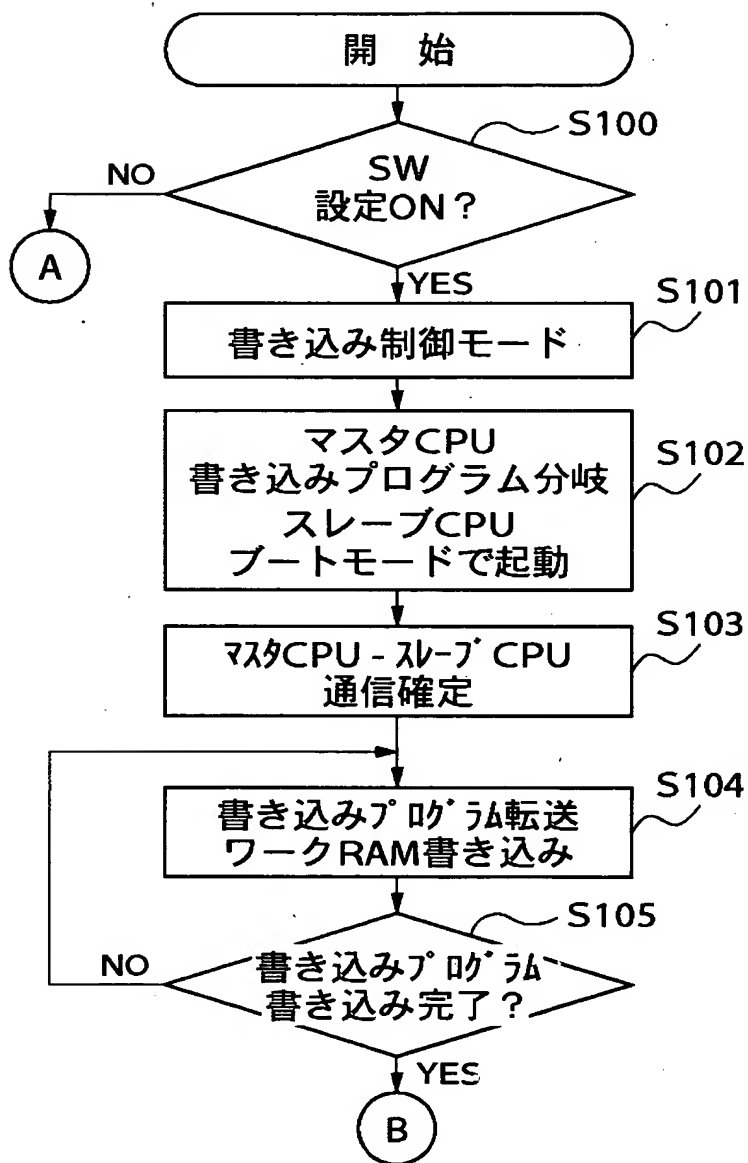 開 始
S100
SW
設定ON?
NO
A
YES
S101
書き込み制御モード
S102
マスタCPU
書き込みプログラム分岐
スレーブCPU
ブートモードで起動
S103
マスタCPU - スレーブCPU
通信確定
S104
書き込みプログラム転送
ワークRAM書き込み
S105
書き込みプログラム
書き込み完了?
NO
YES
B